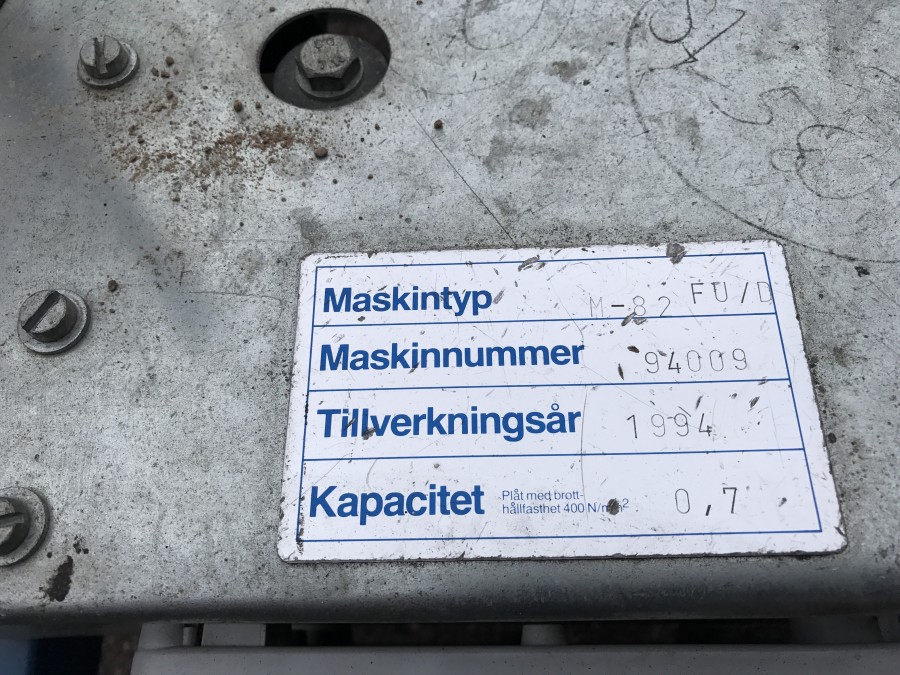 Maskintyp M-82 FU/D
Maskinnummer 94009
Tillverkningsår 1994
Kapacitet Plåt med brott-
hållfasthet 400 N/mm² 0,7